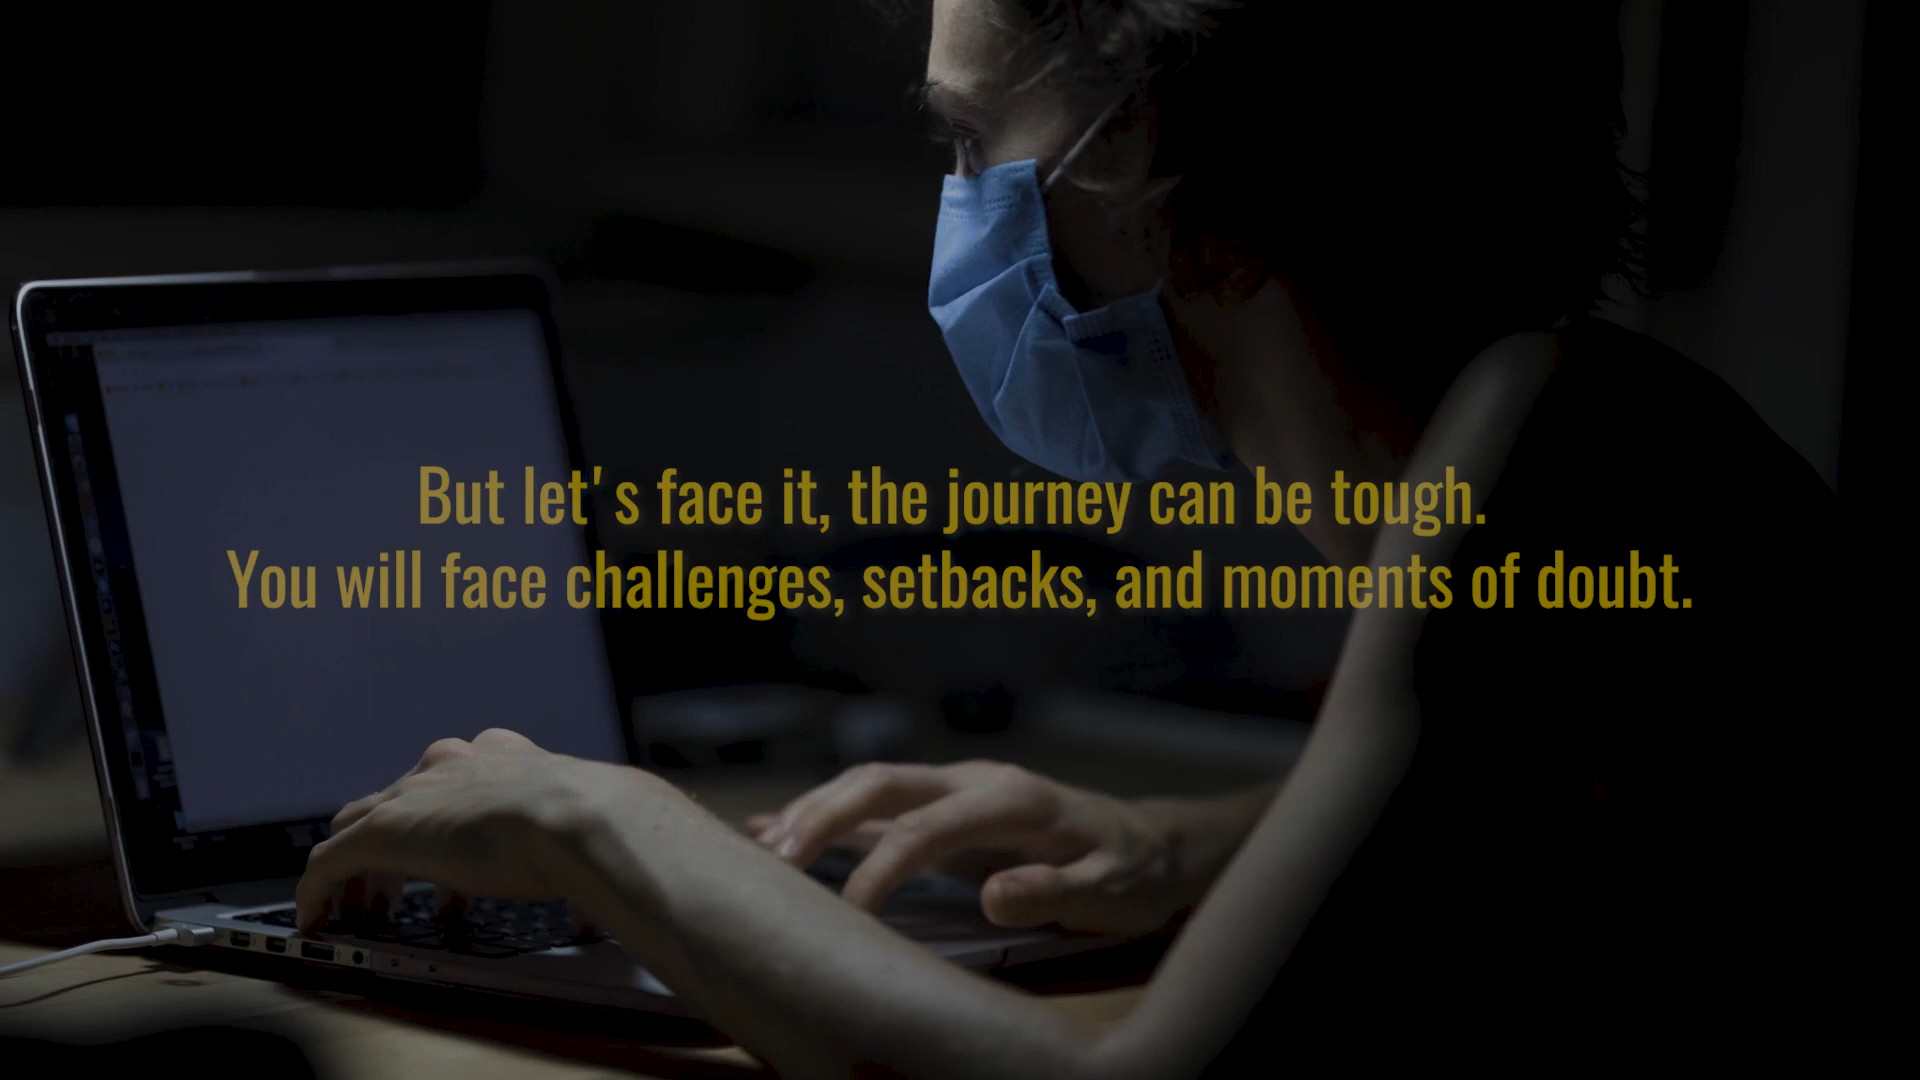 But let's face it, the journey can be tough.
You will face challenges, setbacks, and moments of doubt.